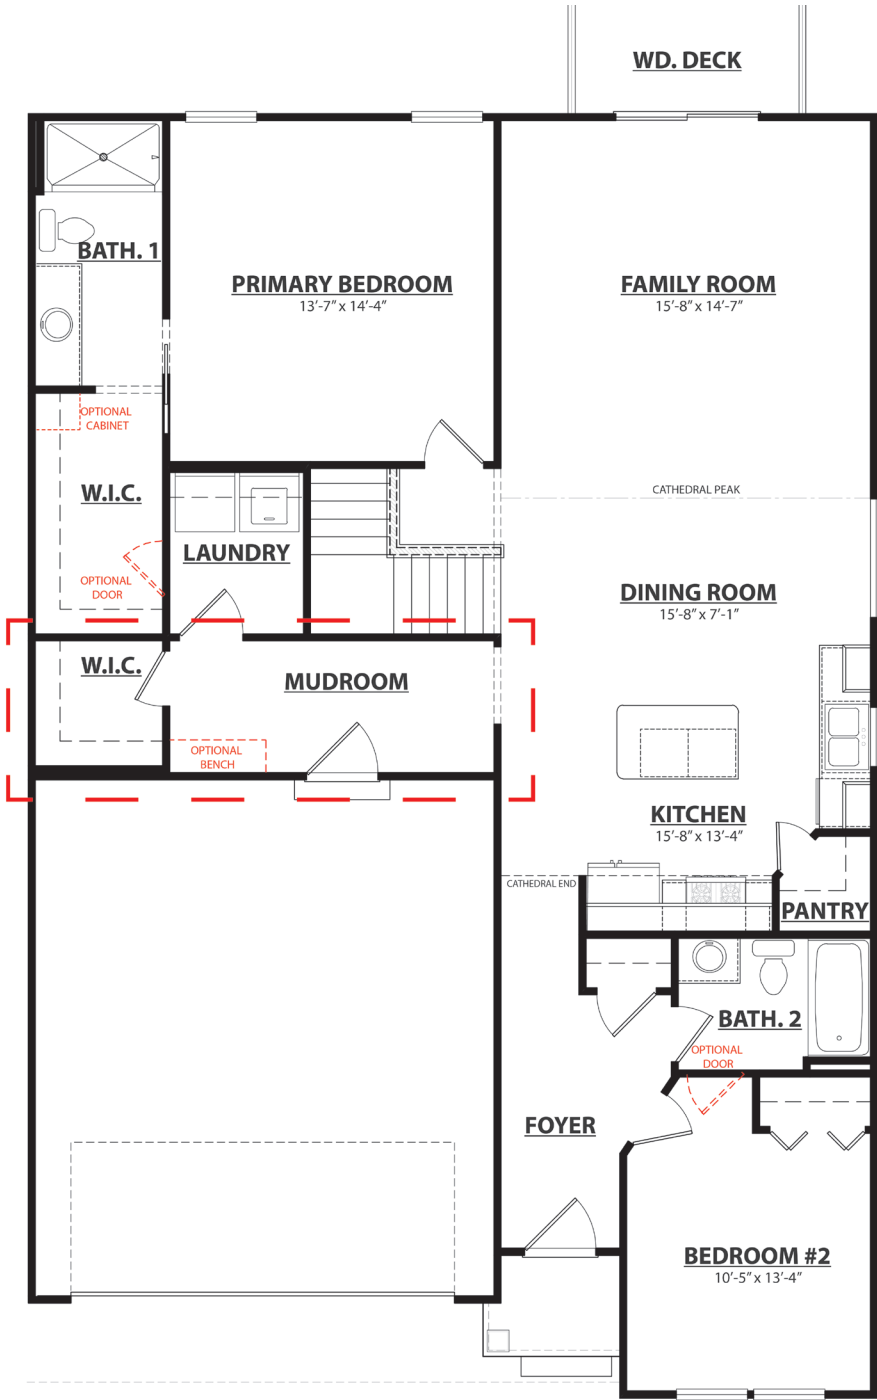 WD. DECK
BATH. 1
PRIMARY BEDROOM
13'-7" x 14'-4"
FAMILY ROOM
15'-8" x 14'-7"
OPTIONAL
CABINET
W.I.C.
CATHEDRAL PEAK
LAUNDRY
OPTIONAL
DOOR
DINING ROOM
15'-8" x 7'-1"
W.I.C.
MUDROOM
OPTIONAL
BENCH
KITCHEN
15'-8" x 13'-4"
CATHEDRAL END
PANTRY
BATH. 2
OPTIONAL
DOOR
FOYER
BEDROOM #2
10'-5" x 13'-4"